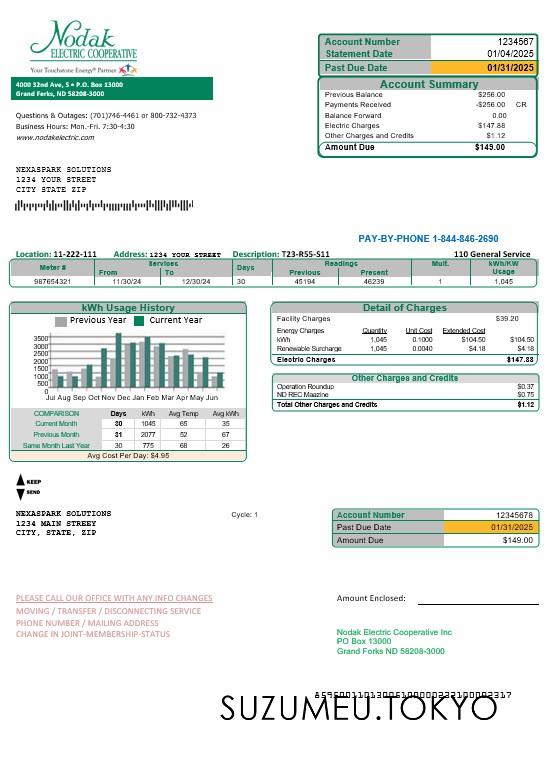 Nodak
ELECTRIC COOPERATIVE
Your Touchstone Energy® Partner
4000 32nd Ave, S • P.O. Box 13000
Grand Forks, ND 58208-3000
Questions & Outages: (701)746-4461 or 800-732-4373
Business Hours: Mon.-Fri. 7:30-4:30
www.nodakelectric.com
Account Number 1234567
Statement Date 01/04/2025
Past Due Date 01/31/2025
Account Summary
Previous Balance $256.00
Payments Received -$256.00 CR
Balance Forward 0.00
Electric Charges $147.88
Other Charges and Credits $1.12
Amount Due $149.00
NEXASPARK SOLUTIONS
1234 YOUR STREET
CITY STATE ZIP
PAY-BY-PHONE 1-844-846-2690
Location: 11-222-111 Address: 1234 YOUR STREET Description: T23-R55-S11 110 General Service
Meter # Services From To Days Readings Previous Present Mult. kWh/KW Usage
987654321 11/30/24 12/30/24 30 45194 46239 1 1,045
kWh Usage History
Previous Year Current Year
3500
3000
2500
2000
1500
1000
500
0
Jul Aug Sep Oct Nov Dec Jan Feb Mar Apr May Jun
COMPARISON Days kWh Avg Temp Avg kWh
Current Month 30 1045 65 35
Previous Month 31 2077 52 67
Same Month Last Year 30 775 68 26
Avg Cost Per Day: $4.95
Detail of Charges
Facility Charges $39.20
Energy Charges Quantity Unit Cost Extended Cost
kWh 1,045 0.1000 $104.50 $104.50
Renewable Surcharge 1,045 0.0040 $4.18 $4.18
Electric Charges $147.88
Other Charges and Credits
Operation Roundup $0.37
ND REC Maazine $0.75
Total Other Charges and Credits $1.12
KEEP
SEND
NEXASPARK SOLUTIONS
1234 MAIN STREEY
CITY, STATE, ZIP
Cycle: 1
Account Number 12345678
Past Due Date 01/31/2025
Amount Due $149.00
PLEASE CALL OUR OFFICE WITH ANY INFO CHANGES
MOVING / TRANSFER / DISCONNECTING SERVICE
PHONE NUMBER / MAILING ADDRESS
CHANGE IN JOINT-MEMBERSHIP-STATUS
Amount Enclosed:
Nodak Electric Cooperative Inc
PO Box 13000
Grand Forks ND 58208-3000
SUZUMEU.TOKYO